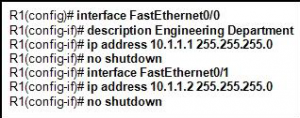 R1(config)# interface FastEthernet0/0
R1(config-if)# description Engineering Department
R1(config-if)# ip address 10.1.1.1 255.255.255.0
R1(config-if)# no shutdown
R1(config-if)# interface FastEthernet0/1
R1(config-if)# ip address 10.1.1.2 255.255.255.0
R1(config-if)# no shutdown